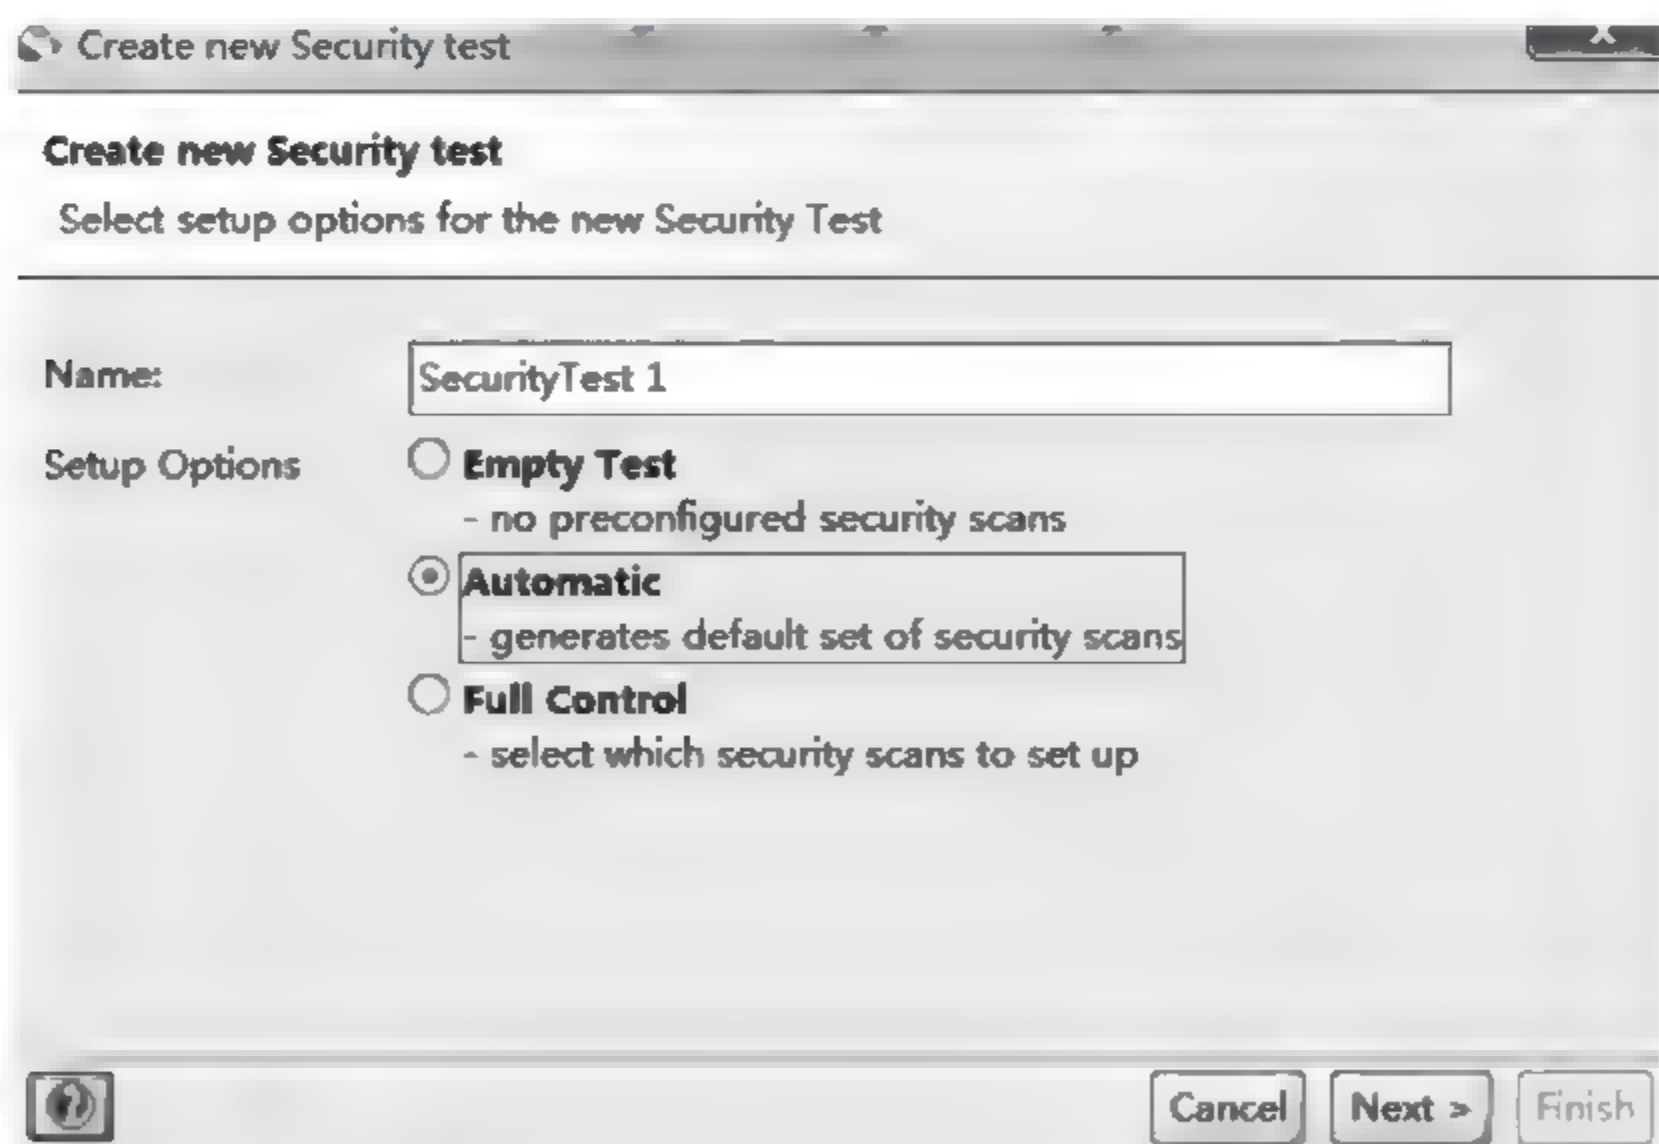 Create new Security test
Create new Security test
Select setup options for the new Security Test
Name:
SecurityTest 1
Setup Options
Empty Test
- no preconfigured security scans
Automatic
- generates default set of security scans
Full Control
- select which security scans to set up
Cancel
Next >
Finish